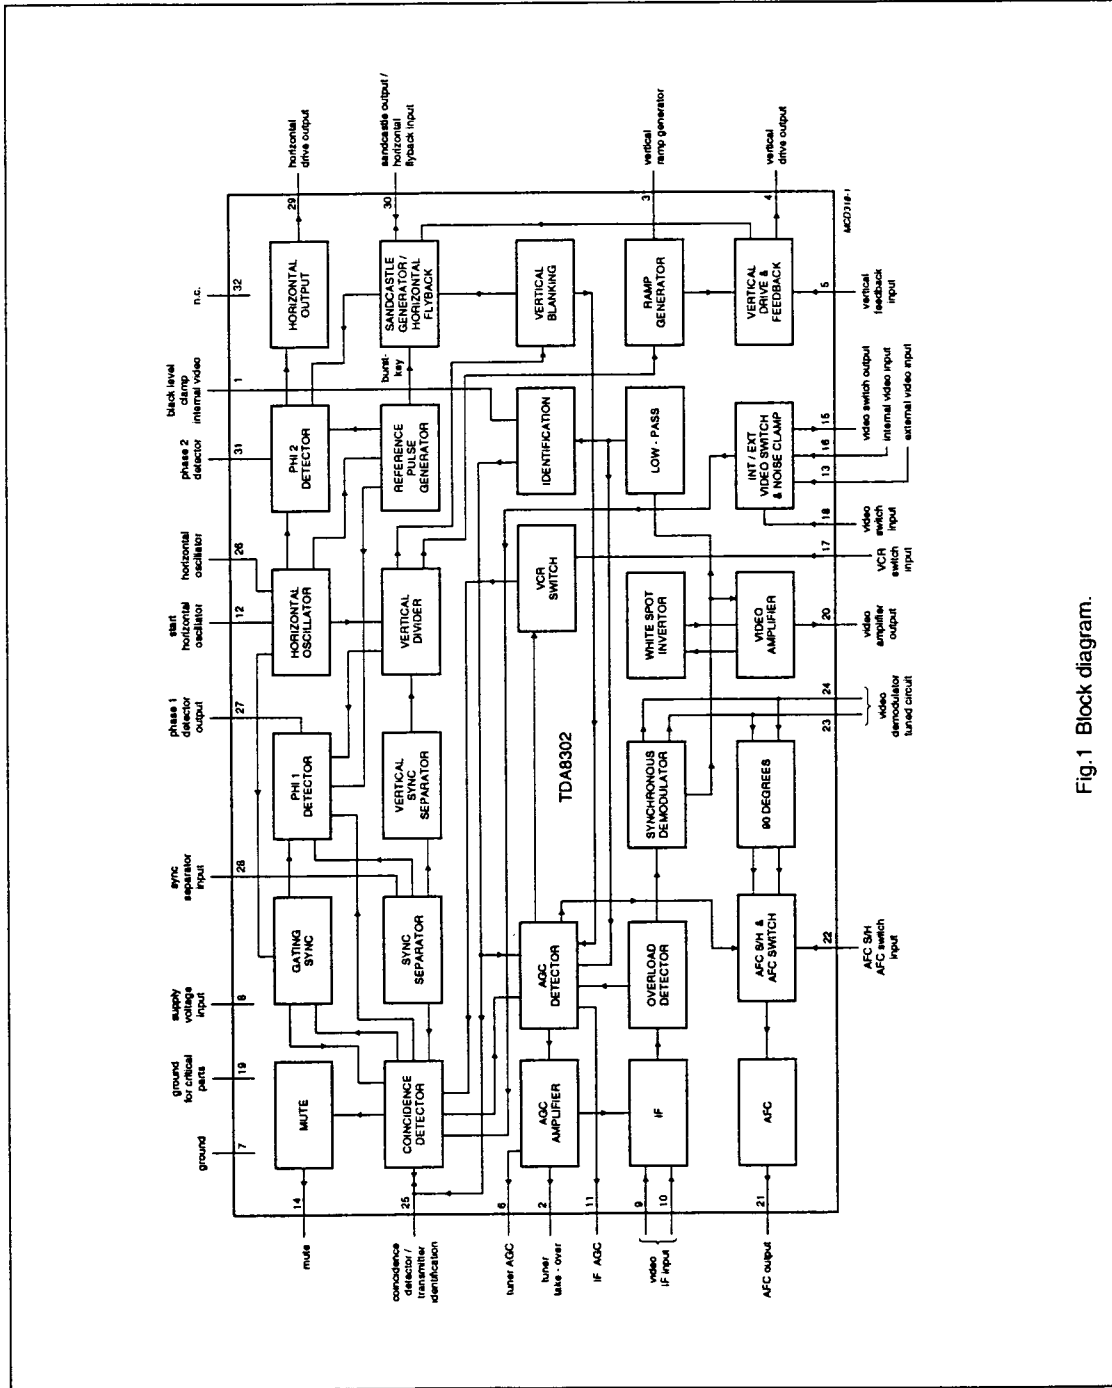 ground
7
ground
for critical
parts
19
supply
voltage
input
8
sync
separator
input
28
phase 1
detector
output
27
start
horizontal
oscillator
12
horizontal
oscillator
26
phase 2
detector
31
black level
clamp
internal video
1
n.c.
32
mute
14
MUTE
GATING
SYNC
PHI 1
DETECTOR
HORIZONTAL
OSCILLATOR
PHI 2
DETECTOR
HORIZONTAL
OUTPUT
29
horizontal
drive output
coincidence
detector /
transmitter
identification
25
COINCIDENCE
DETECTOR
SYNC
SEPARATOR
VERTICAL
SYNC
SEPARATOR
VERTICAL
DIVIDER
REFERENCE
PULSE
GENERATOR
burst-
key
SANDCASTLE
GENERATOR /
HORIZONTAL
FLYBACK
30
sandcastle output /
horizontal
flyback input
tuner AGC
6
tuner
take - over
2
IF AGC
11
AGC
AMPLIFIER
AGC
DETECTOR
TDA8302
VCR
SWITCH
IDENTIFICATION
VERTICAL
BLANKING
video
IF input
9
10
IF
OVERLOAD
DETECTOR
SYNCHRONOUS
DEMODULATOR
WHITE SPOT
INVERTOR
LOW - PASS
RAMP
GENERATOR
3
vertical
ramp generator
AFC output
21
AFC
AFC S/H &
AFC SWITCH
90 DEGREES
VIDEO
AMPLIFIER
INT / EXT
VIDEO SWITCH
& NOISE CLAMP
VERTICAL
DRIVE &
FEEDBACK
4
vertical
drive output
22
AFC S/H
AFC switch
input
23
24
video
demodulator
tuned circuit
20
video
amplifier
output
17
VCR
switch
input
18
video
switch
input
13
16
15
video switch output
internal video input
external video input
5
vertical
feedback
input
MCD318-1
Fig.1 Block diagram.